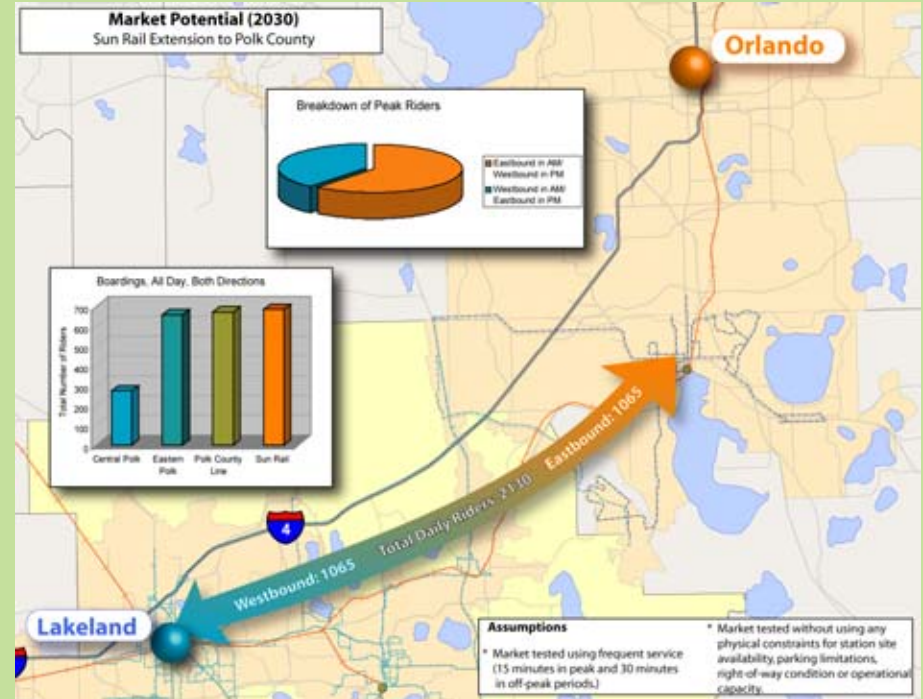 Market Potential (2030)
Sun Rail Extension to Polk County
Orlando
Breakdown of Peak Riders
Eastbound in AM/
Westbound in PM
Westbound in AM/
Eastbound in PM
Boardings, All Day, Both Directions
Total Number of Riders
700
600
500
400
300
200
100
0
Central Polk
Eastern
Polk
Polk County
Line
Sun Rail
Westbound: 1065
Total Daily Riders: 2130
Eastbound: 1065
4
Lakeland
Assumptions
* Market tested using frequent service
(15 minutes in peak and 30 minutes
in off-peak periods.)
* Market tested without using any
physical constraints for station site
availability, parking limitations,
right-of-way condition or operational
capacity.